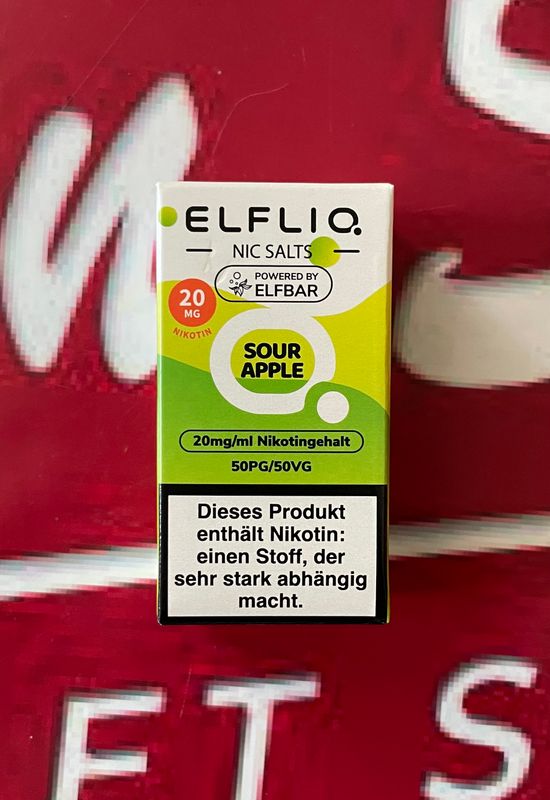 ELFLIQ
NIC SALTS
POWERED BY
ELFBAR
20
MG
NIKOTIN
SOUR
APPLE
20mg/ml Nikotingehalt
50PG/50VG
Dieses Produkt
enthält Nikotin:
einen Stoff, der
sehr stark abhängig
macht.
FTS